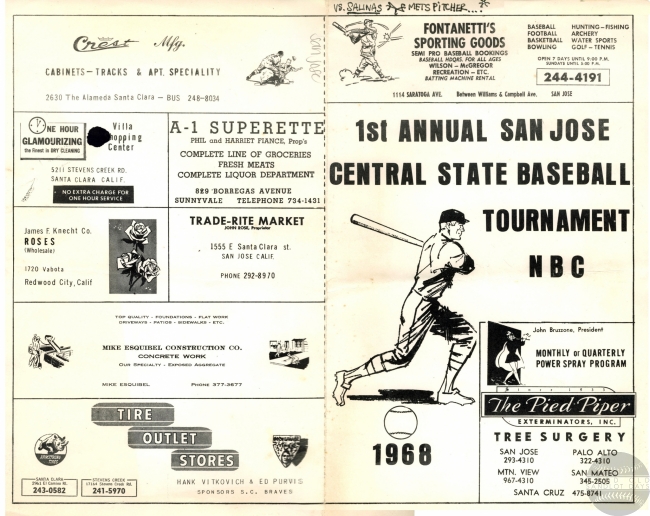 Crest Mfg.
CABINETS — TRACKS & APT. SPECIALITY
2630 The Alameda Santa Clara — BUS 248-8034
San Jose
ONE HOUR
GLAMOURIZING
the finest in DRY CLEANING
Villa
Shopping
Center
5211 STEVENS CREEK RD.
SANTA CLARA CALIF.
NO EXTRA CHARGE FOR
ONE HOUR SERVICE
A-1 SUPERETTE
PHIL and HARRIET FIANCE, Prop's
COMPLETE LINE OF GROCERIES
FRESH MEATS
COMPLETE LIQUOR DEPARTMENT
829 BORREGAS AVENUE
SUNNYVALE TELEPHONE 734-1431
James F. Knecht Co.
ROSES
(Wholesale)
1720 Vabota
Redwood City, Calif
TRADE-RITE MARKET
JOHN ROSE, Proprietor
1555 E Santa Clara st.
SAN JOSE CALIF.
PHONE 292-8970
TOP QUALITY - FOUNDATIONS - FLAT WORK
DRIVEWAYS - PATIOS - SIDEWALKS - ETC.
MIKE ESQUIBEL CONSTRUCTION CO.
CONCRETE WORK
Our Specialty - Exposed Aggregate
MIKE ESQUIBEL Phone 377-3677
TIRE
OUTLET
STORES
SANTA CLARA
243-0582
STEVENS CREEK
241-5970
HANK VITKOVICH & ED PURVIS
SPONSORS S.C. BRAVES
VS. SALINAS METS PITCHER...
FONTANETTI'S
SPORTING GOODS
SEMI PRO BASEBALL BOOKINGS
BASEBALL MDRS. FOR ALL AGES
WILSON — McGREGOR
RECREATION — ETC.
BATTING MACHINE RENTAL
BASEBALL HUNTING – FISHING
FOOTBALL ARCHERY
BASKETBALL WATER SPORTS
BOWLING GOLF – TENNIS
OPEN 7 DAYS UNTIL 9:00 P.M.
SUNDAYS UNTIL 5:00 P.M.
244-4191
1114 SARATOGA AVE. Between Williams & Campbell Ave. SAN JOSE
1st ANNUAL SAN JOSE
CENTRAL STATE BASEBALL
TOURNAMENT
NBC
1968
John Bruzzone, President
MONTHLY or QUARTERLY
POWER SPRAY PROGRAM
The Pied Piper
EXTERMINATORS, INC.
TREE SURGERY
SAN JOSE PALO ALTO
293-4310 322-4310
MTN. VIEW SAN MATEO
967-4310 345-2505
SANTA CRUZ 475-8741